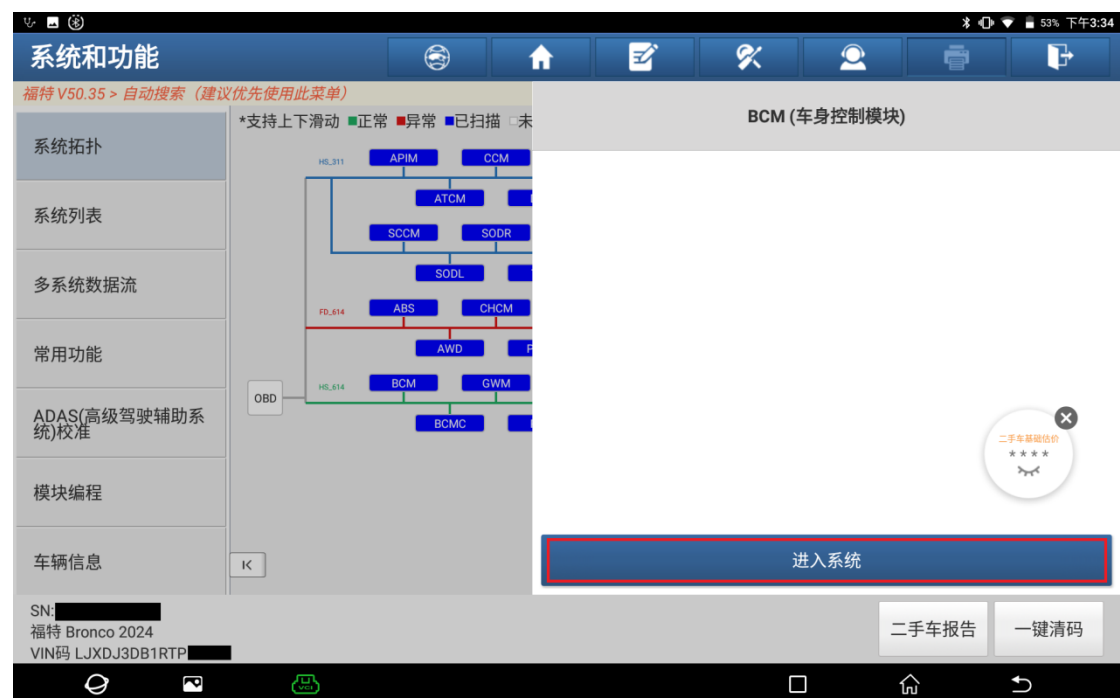 53% 下午3:34
系统和功能
福特 V50.35 > 自动搜索（建议优先使用此菜单）
系统拓扑
系统列表
多系统数据流
常用功能
ADAS(高级驾驶辅助系
统)校准
模块编程
车辆信息
*支持上下滑动 正常 异常 已扫描 未
HS_311
APIM
CCM
ATCM
SCCM
SODR
SODL
FD_614
ABS
CHCM
AWD
OBD
HS_614
BCM
GWM
BCMC
BCM (车身控制模块)
二手车基础估价
****
进入系统
SN:
福特 Bronco 2024
VIN码 LJXDJ3DB1RTP
二手车报告
一键清码
VCI